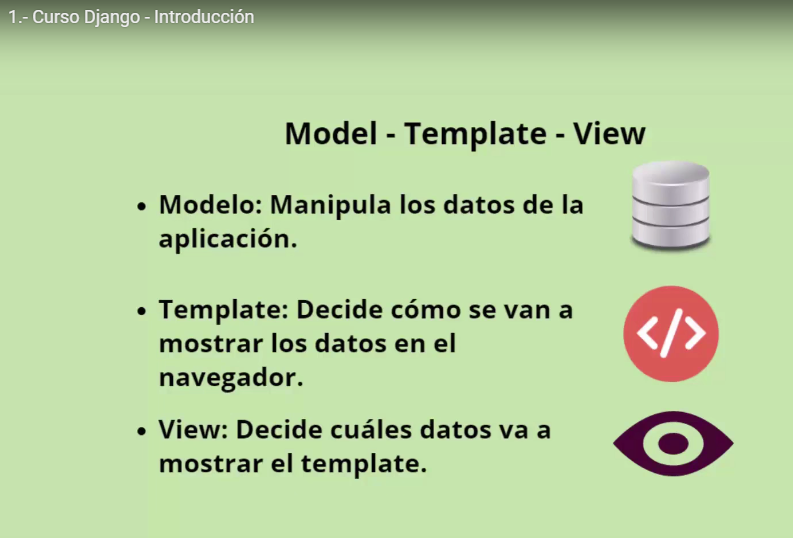 1.- Curso Django - Introducción
Model - Template - View
• Modelo: Manipula los datos de la
aplicación.
• Template: Decide cómo se van a
mostrar los datos en el
navegador.
• View: Decide cuáles datos va a
mostrar el template.